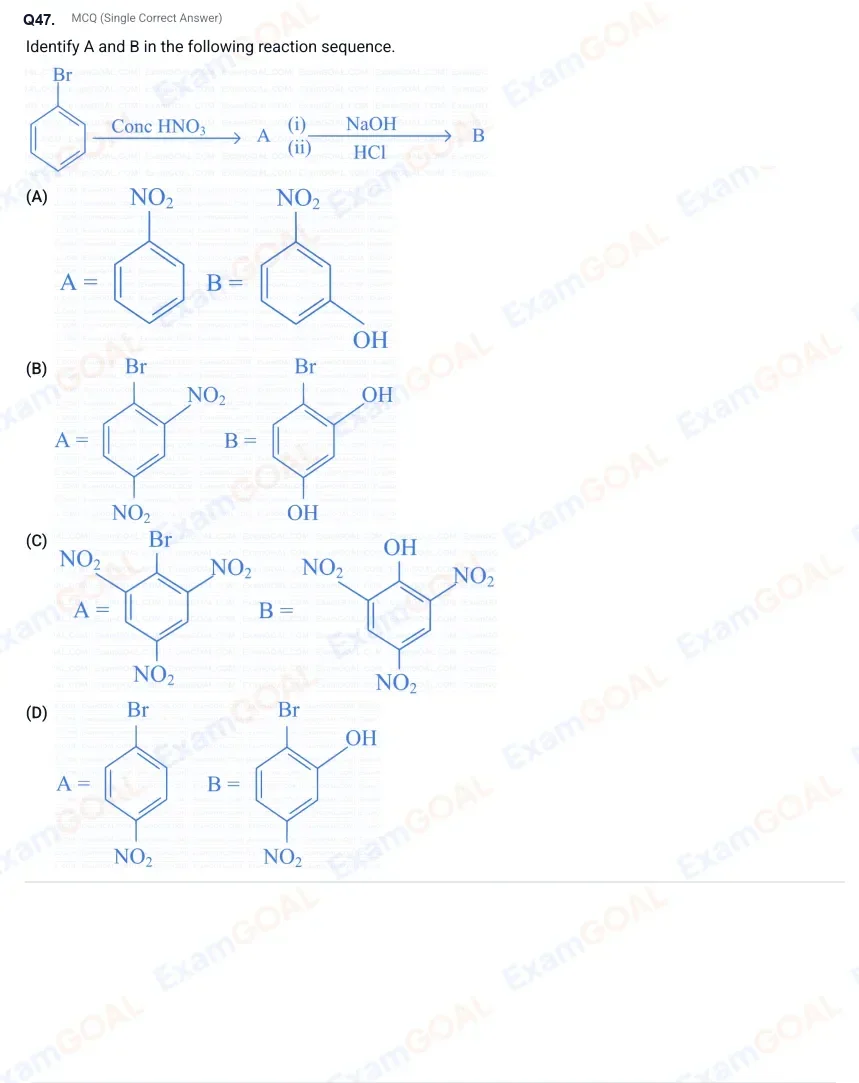 Q47. MCQ (Single Correct Answer)
Identify A and B in the following reaction sequence.
Br
Conc HNO₃
A
(i) NaOH
(ii) HCl
B
(A)
NO₂
NO₂
A =
B =
OH
(B)
Br
Br
NO₂
OH
A =
B =
NO₂
OH
(C)
Br
OH
NO₂
NO₂
NO₂
NO₂
A =
B =
NO₂
NO₂
(D)
Br
Br
OH
A =
B =
NO₂
NO₂
ExamGOAL